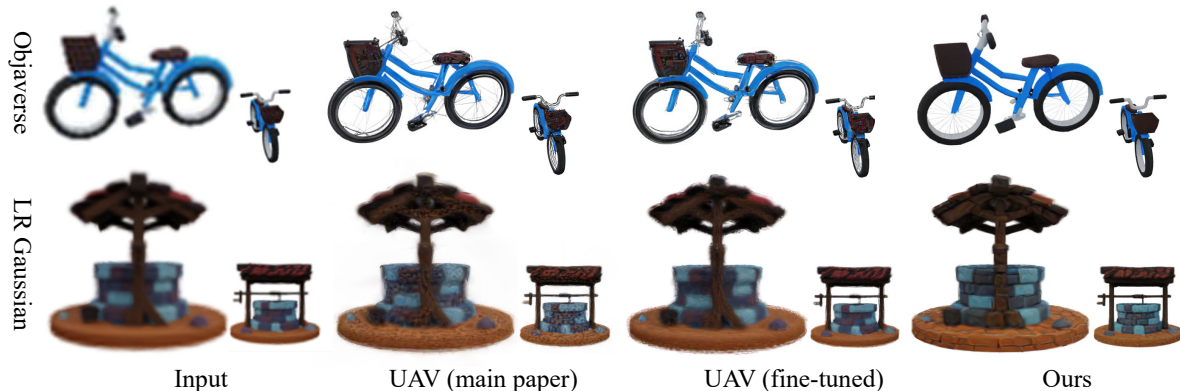 Objaverse
LR Gaussian
Input
UAV (main paper)
UAV (fine-tuned)
Ours